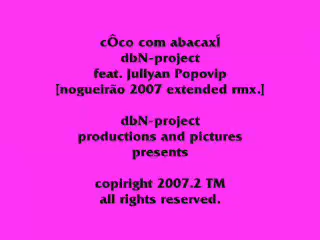 cÔco com abacaxÍ
dbN-project
feat. Jullyan Popovip
[nogueirão 2007 extended rmx.]
dbN-project
productions and pictures
presents
copiright 2007.2 TM
all rights reserved.